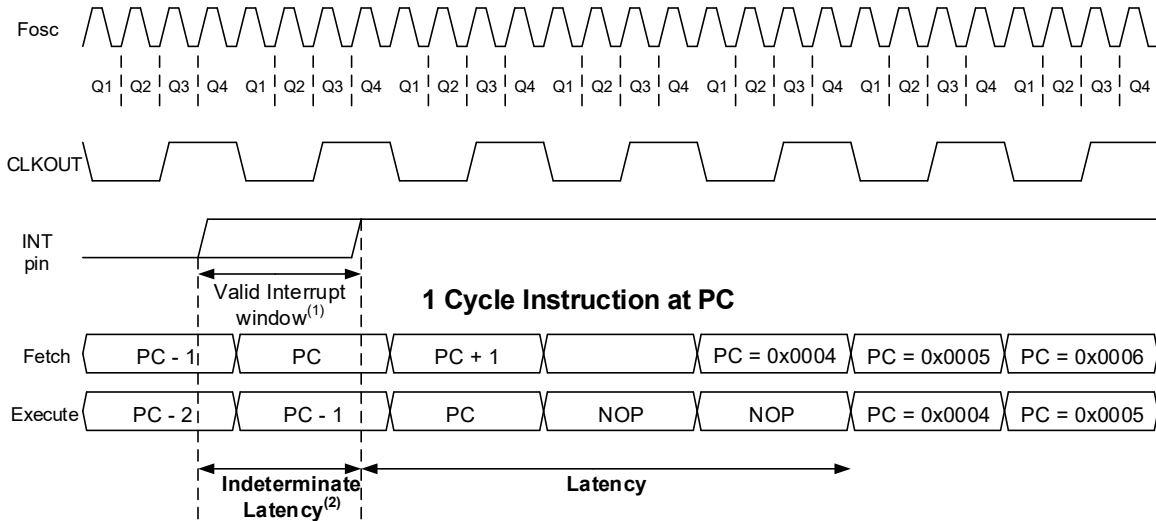 Fosc
Q1 Q2 Q3 Q4 Q1 Q2 Q3 Q4 Q1 Q2 Q3 Q4 Q1 Q2 Q3 Q4 Q1 Q2 Q3 Q4 Q1 Q2 Q3 Q4 Q1 Q2 Q3 Q4
CLKOUT
INT
pin
Valid Interrupt
window(1)
1 Cycle Instruction at PC
Fetch PC - 1 PC PC + 1 PC = 0x0004 PC = 0x0005 PC = 0x0006
Execute PC - 2 PC - 1 PC NOP NOP PC = 0x0004 PC = 0x0005
Indeterminate
Latency(2)
Latency